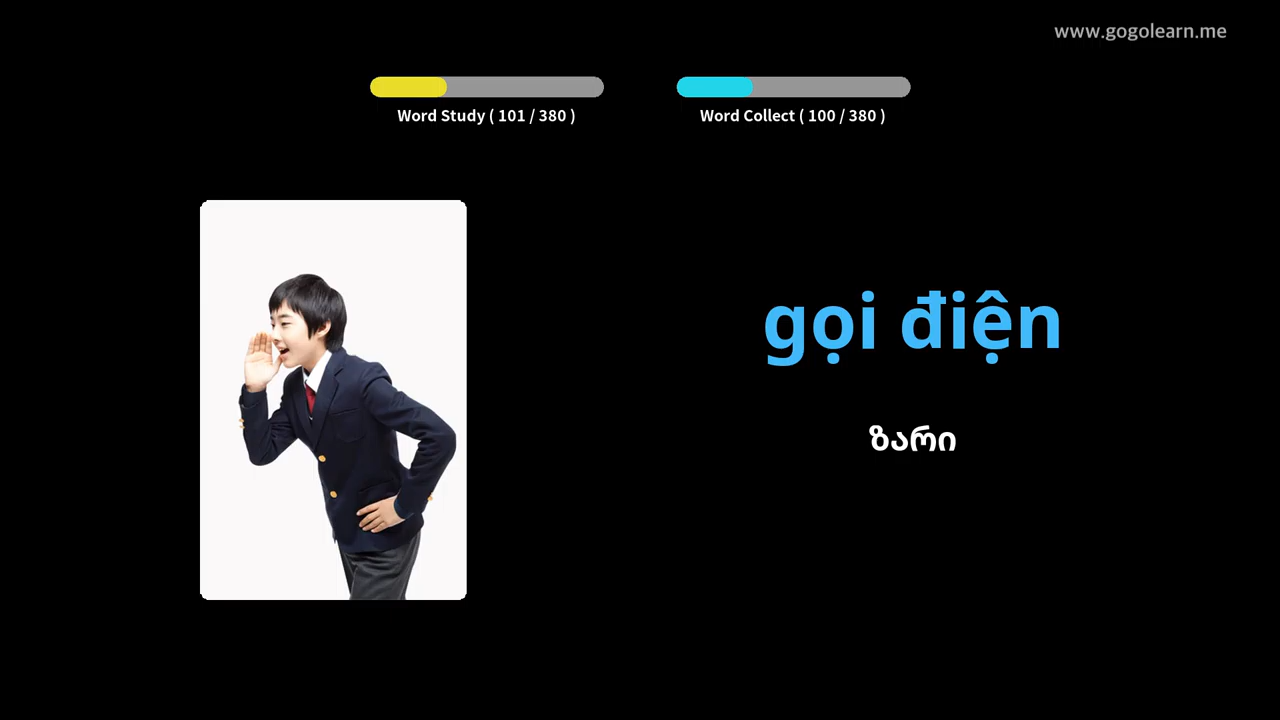 www.gogolearn.me
Word Study ( 101 / 380 )
Word Collect ( 100 / 380 )
gọi điện
ზარი